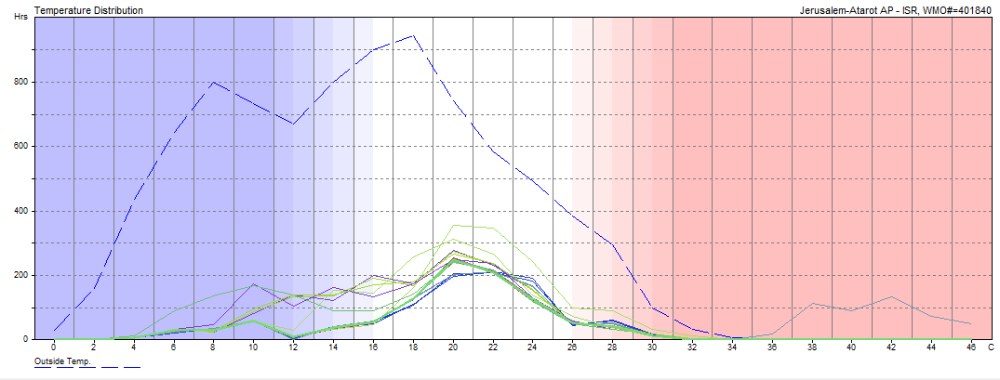 Hrs Temperature Distribution Jerusalem-Atarot AP - ISR, WMO#=401840
800
600
400
200
0
0 2 4 6 8 10 12 14 16 18 20 22 24 26 28 30 32 34 36 38 40 42 44 46 C
Outside Temp.